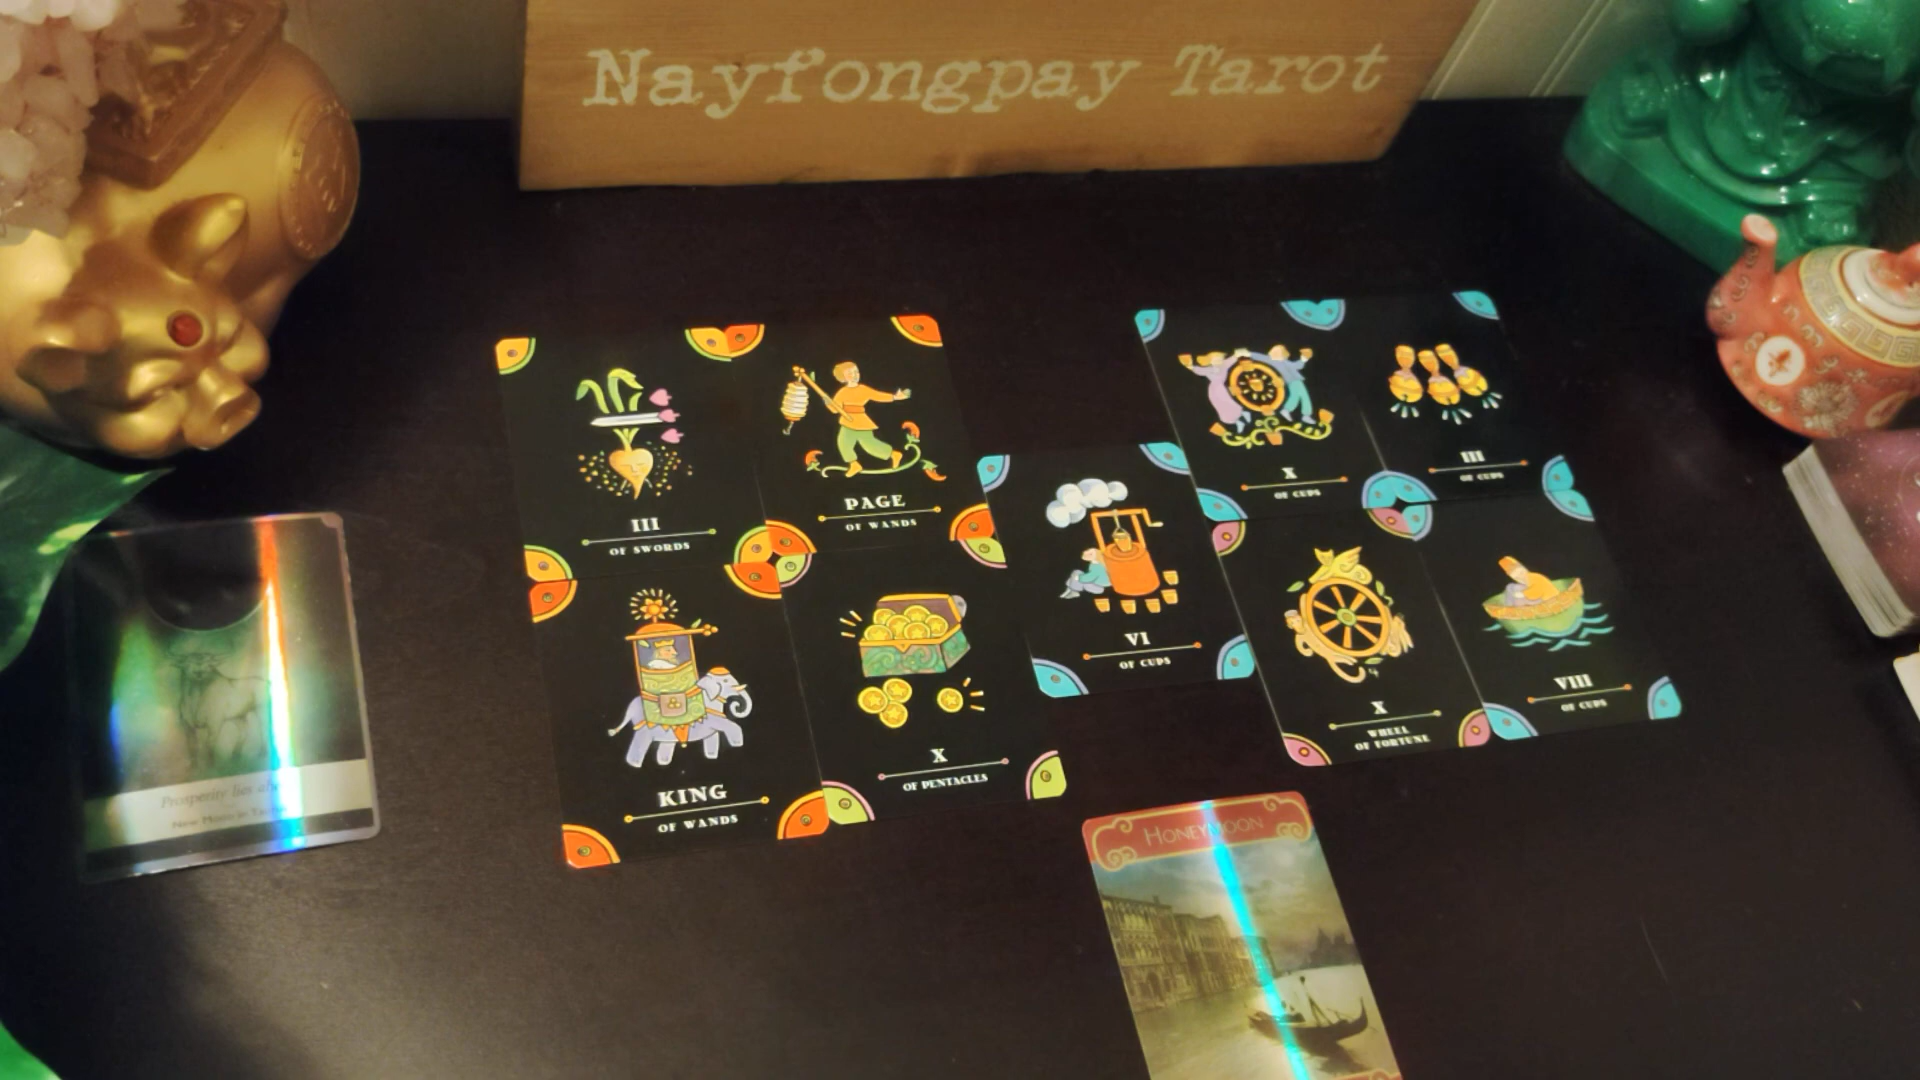 Nayfongpay Tarot
III
OF SWORDS
PAGE
OF WANDS
KING
OF WANDS
X
OF PENTACLES
VI
OF CUPS
X
OF CUPS
III
OF CUPS
X
WHEEL
OF FORTUNE
VIII
OF CUPS
Prosperity lies
New Moon in
HONEYMOON